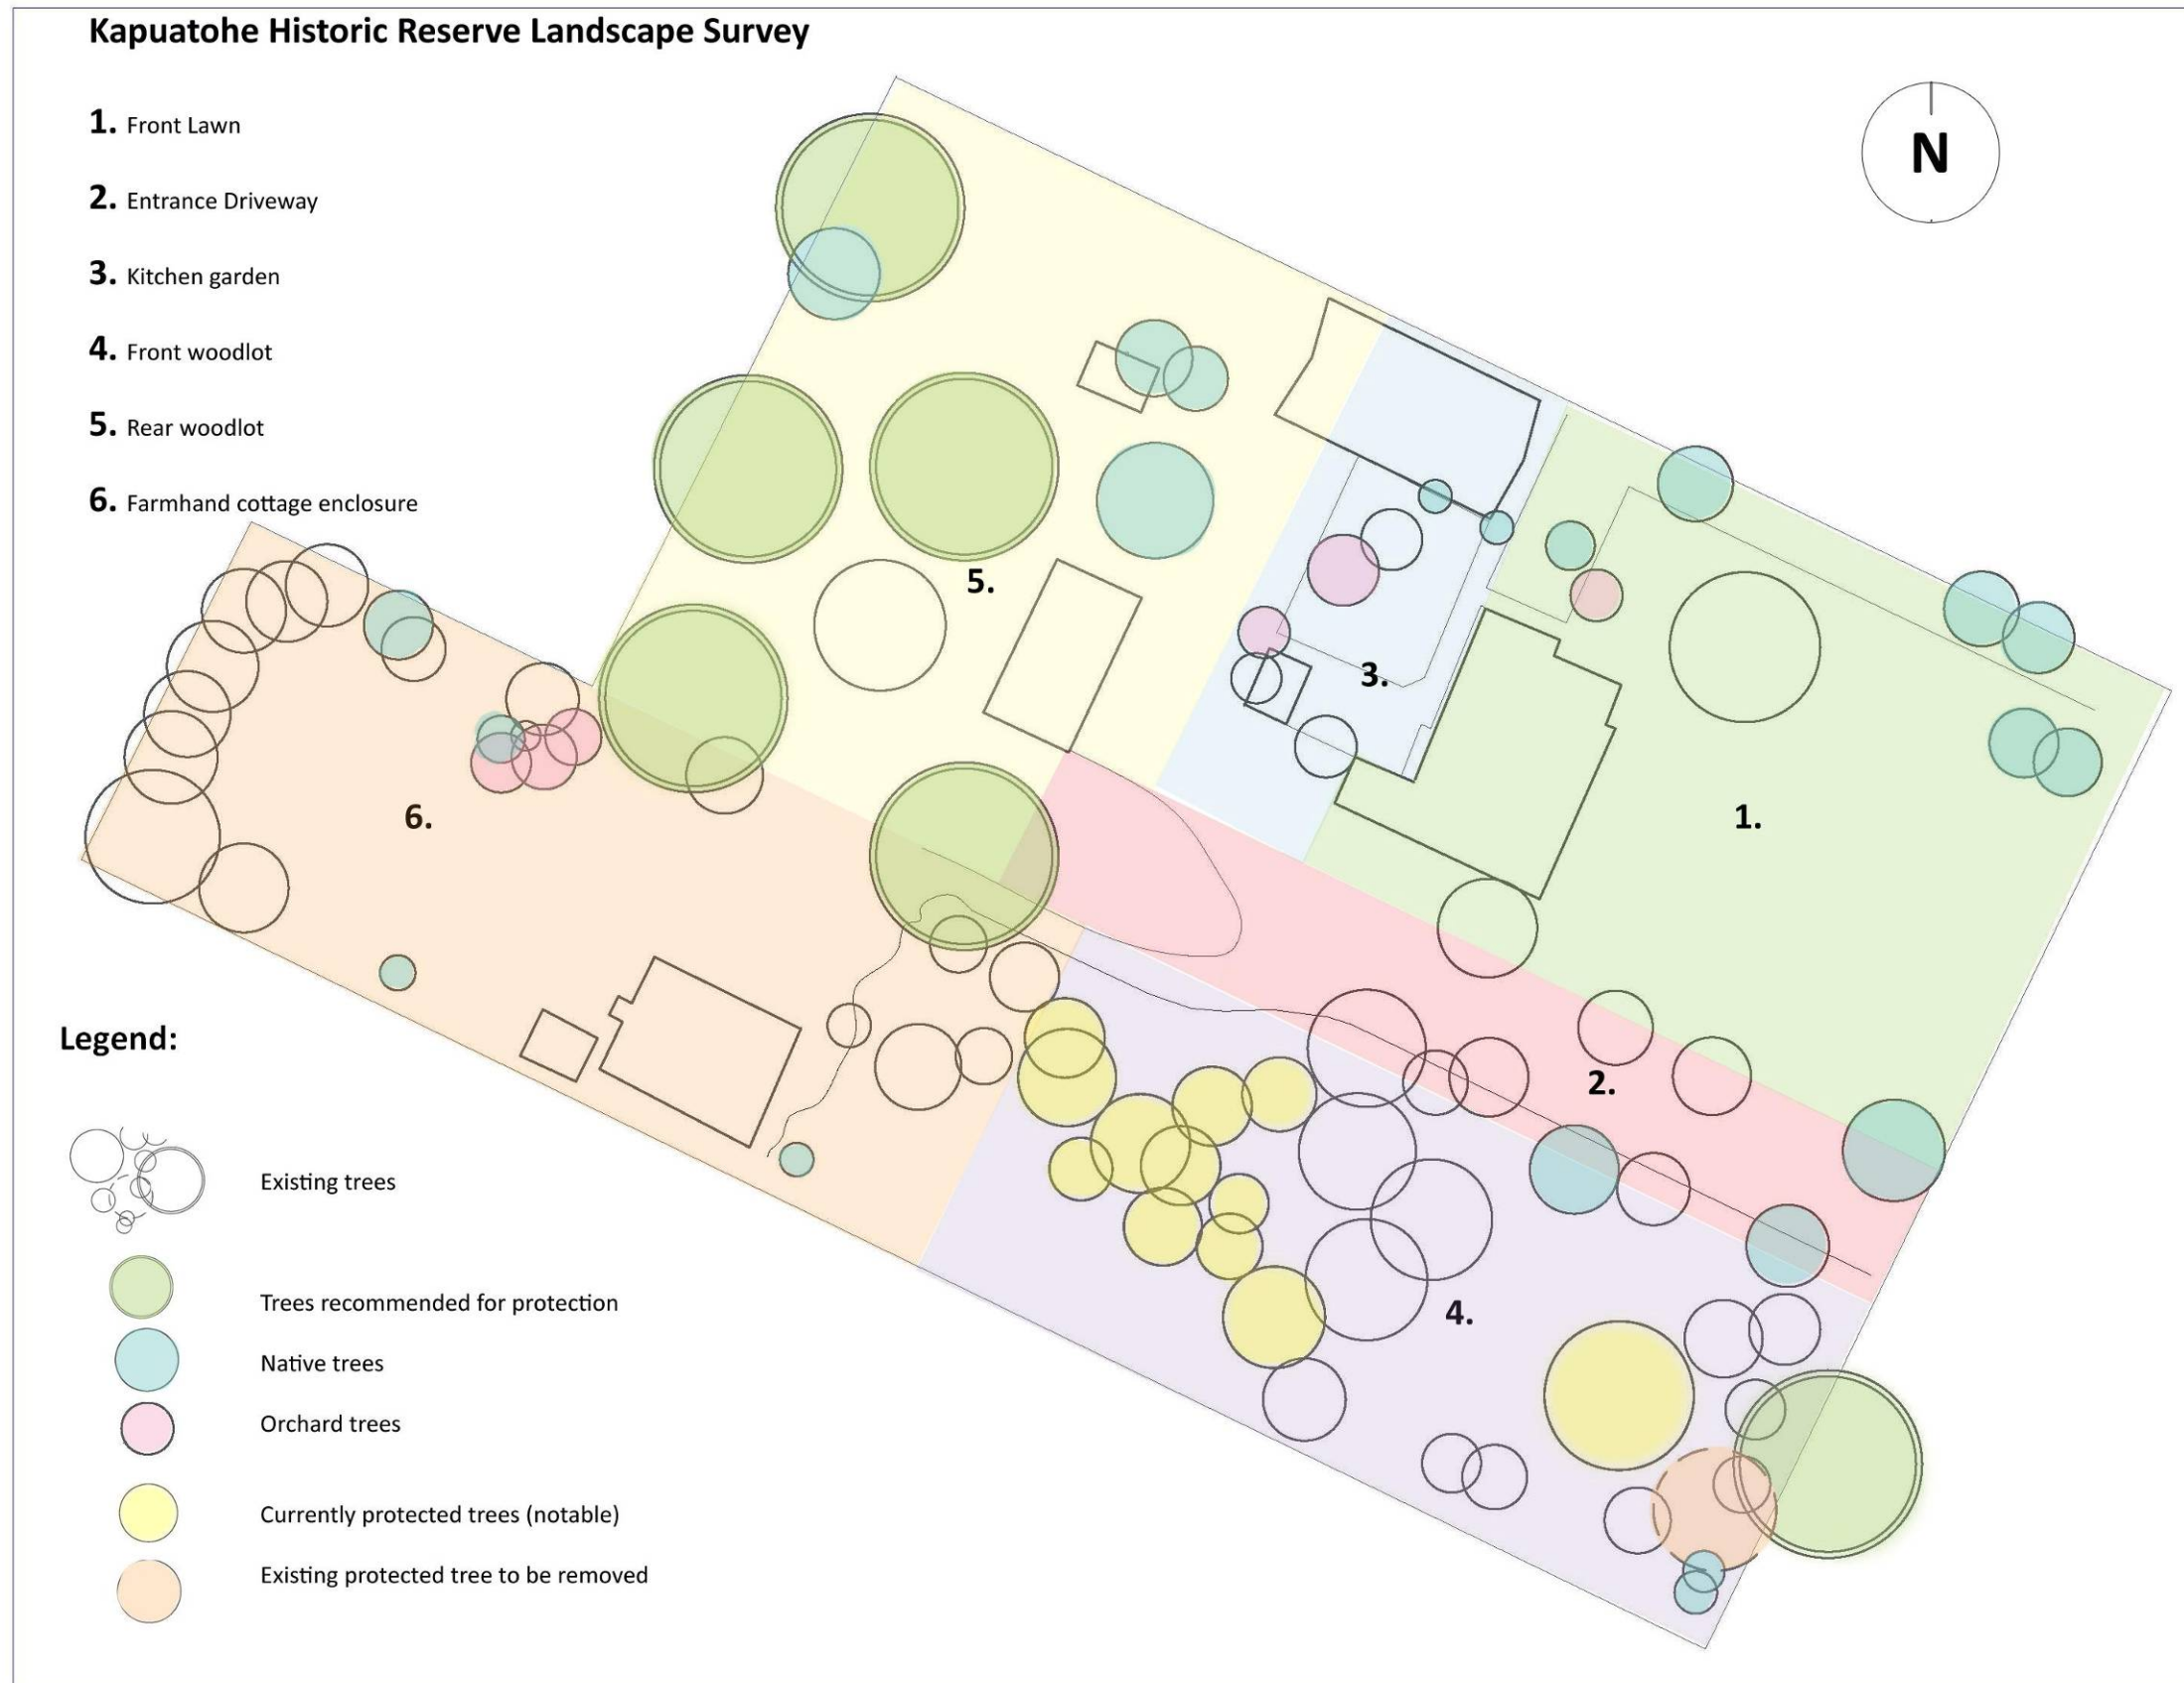 Kapuatohe Historic Reserve Landscape Survey
1. Front Lawn
2. Entrance Driveway
3. Kitchen garden
4. Front woodlot
5. Rear woodlot
6. Farmhand cottage enclosure
N
5.
3.
6.
1.
2.
4.
Legend:
Existing trees
Trees recommended for protection
Native trees
Orchard trees
Currently protected trees (notable)
Existing protected tree to be removed